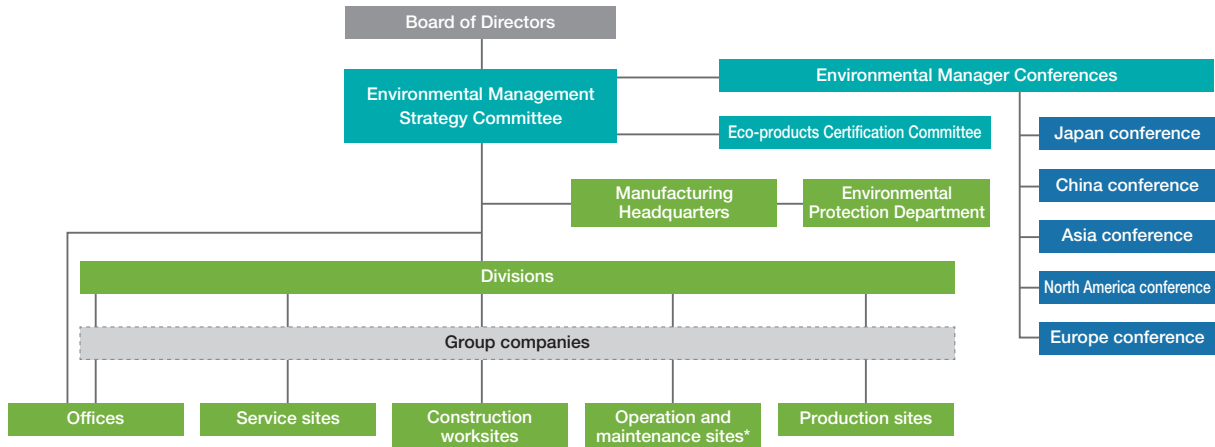 Board of Directors
Environmental Management
Strategy Committee
Environmental Manager Conferences
Eco-products Certification Committee
Japan conference
China conference
Asia conference
North America conference
Europe conference
Manufacturing
Headquarters
Environmental
Protection Department
Divisions
Group companies
Offices
Service sites
Construction
worksites
Operation and
maintenance sites*
Production sites